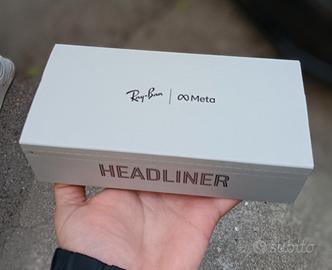 Ray-Ban | ∞ Meta
HEADLINER
subito